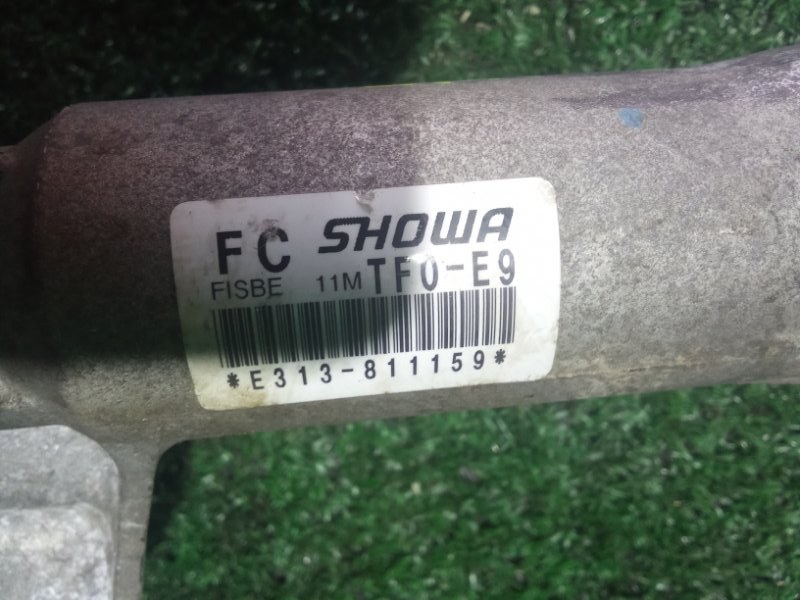 FC SHOWA
FISBE 11M TF0-E9
*E313-811159*